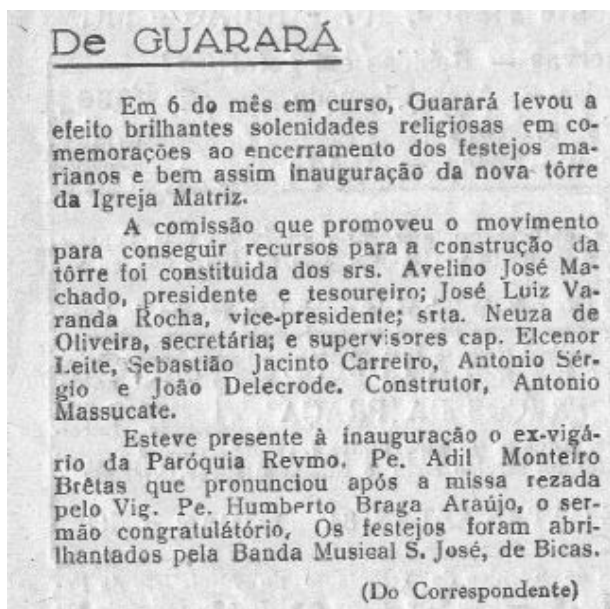 De GUARARÁ
Em 6 do mês em curso, Guarará levou a
efeito brilhantes solenidades religiosas em co-
memorações ao encerramento dos festejos ma-
rianos e bem assim inauguração da nova tôrre
da Igreja Matriz.
A comissão que promoveu o movimento
para conseguir recursos para a construção da
tôrre foi constituida dos srs. Avelino José Ma-
chado, presidente e tesoureiro; José Luiz Va-
randa Rocha, vice-presidente; srta. Neuza de
Oliveira, secretária; e supervisores cap. Elcenor
Leite, Sebastião Jacinto Carreiro, Antonio Sér-
gio e João Delecrode. Construtor, Antonio
Massucate.
Esteve presente à inauguração o ex-vigá-
rio da Paróquia Revmo. Pe. Adil Monteiro
Brêtas que pronunciou após a missa rezada
pelo Vig. Pe. Humberto Braga Araújo, o ser-
mão congratulátório, Os festejos foram abri-
lhantados pela Banda Musical S. José, de Bicas.
(Do Correspondente)